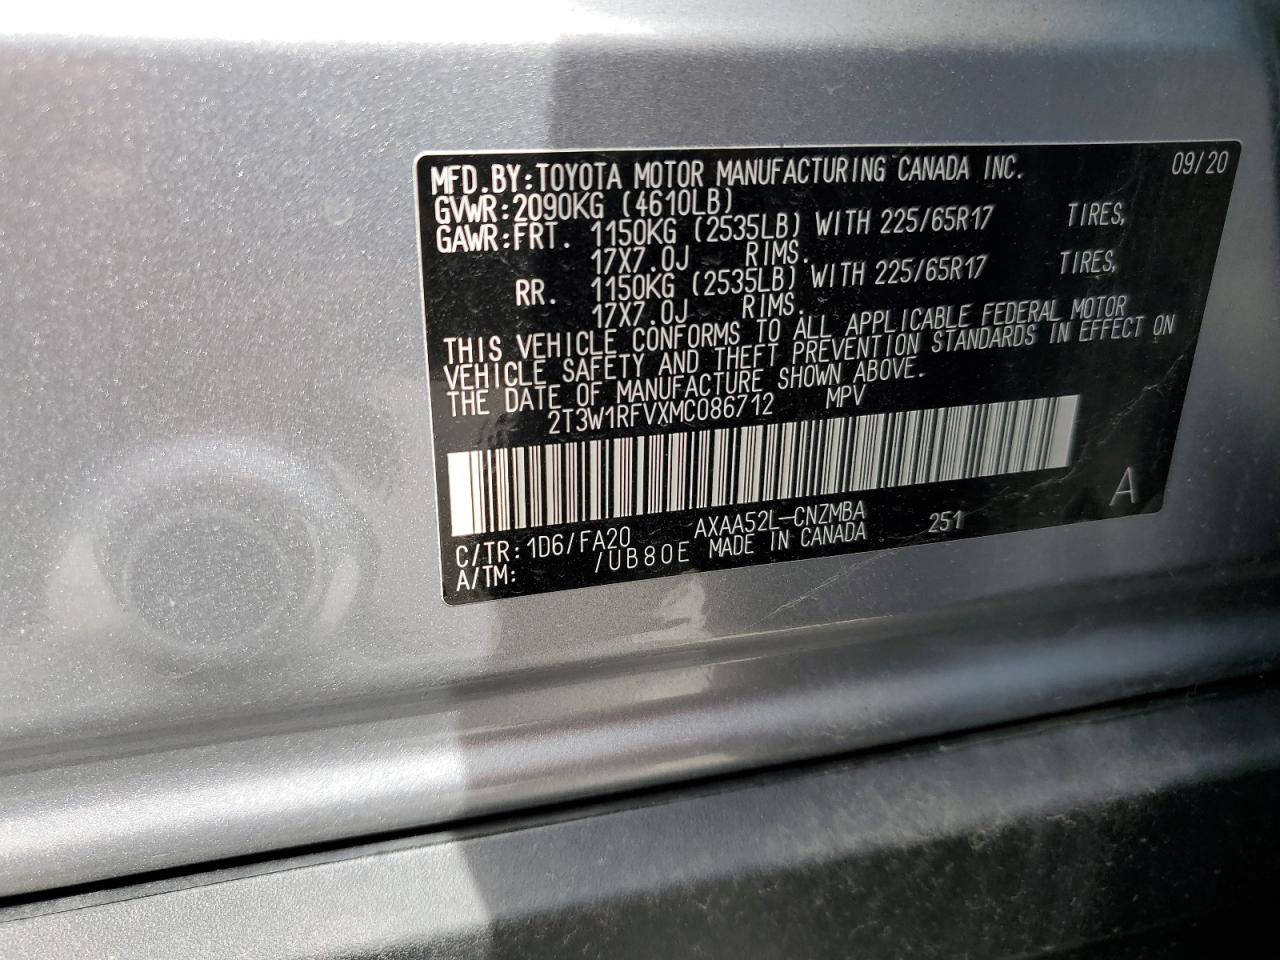 MFD.BY:TOYOTA MOTOR MANUFACTURING CANADA INC. 09/20
GVWR:2090KG (4610LB)
GAWR:FRT. 1150KG (2535LB) WITH 225/65R17 TIRES,
17X7.0J RIMS.
RR. 1150KG (2535LB) WITH 225/65R17 TIRES,
17X7.0J RIMS.
THIS VEHICLE CONFORMS TO ALL APPLICABLE FEDERAL MOTOR
VEHICLE SAFETY AND THEFT PREVENTION STANDARDS IN EFFECT ON
THE DATE OF MANUFACTURE SHOWN ABOVE.
2T3W1RFVXMC086712 MPV
A
C/TR:1D6/FA20 AXAA52L-CNZMBA 251
A/TM: /UB80E MADE IN CANADA